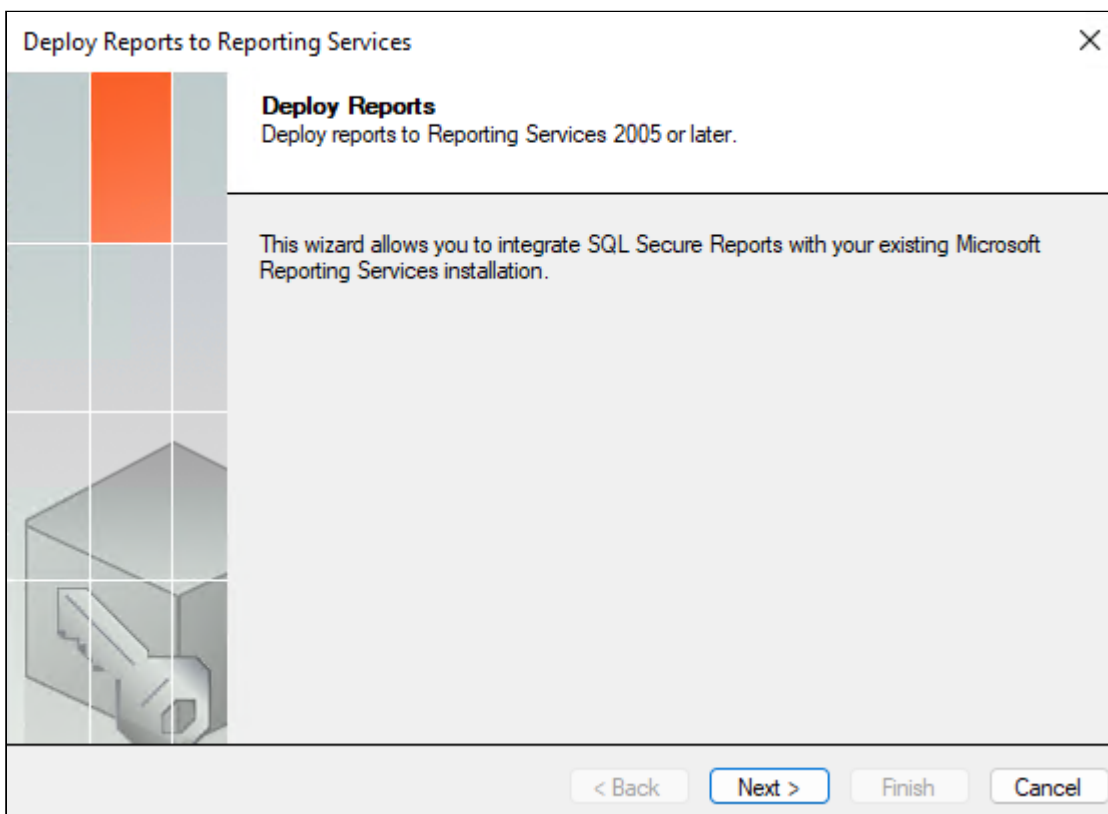 Deploy Reports to Reporting Services
Deploy Reports
Deploy reports to Reporting Services 2005 or later.
This wizard allows you to integrate SQL Secure Reports with your existing Microsoft
Reporting Services installation.
< Back Next > Finish Cancel